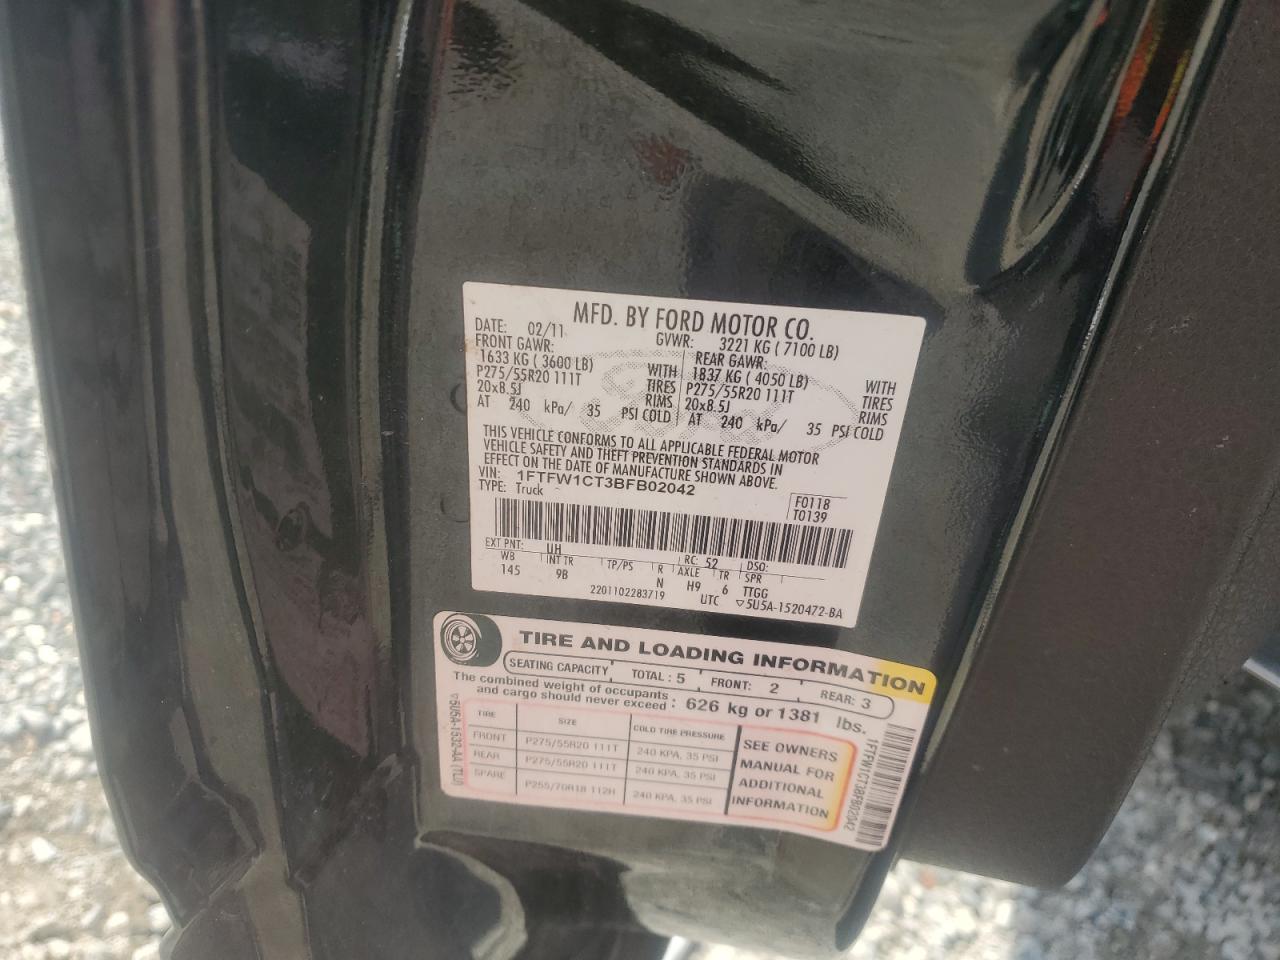 MFD. BY FORD MOTOR CO.
DATE: 02/11 GVWR: 3221 KG ( 7100 LB)
FRONT GAWR: REAR GAWR:
1633 KG ( 3600 LB) WITH 1837 KG ( 4050 LB) WITH
P275/55R20 111T TIRES P275/55R20 111T TIRES
20x8.5J RIMS 20x8.5J RIMS
AT 240 kPa/ 35 PSI COLD AT 240 kPa/ 35 PSI COLD
THIS VEHICLE CONFORMS TO ALL APPLICABLE FEDERAL MOTOR
VEHICLE SAFETY AND THEFT PREVENTION STANDARDS IN
EFFECT ON THE DATE OF MANUFACTURE SHOWN ABOVE.
VIN: 1FTFW1CT3BFB02042
TYPE: Truck
F0118
T0139
EXT PNT: UH RC: 52 DSO:
WB INT TR TP/PS R AXLE TR SPR
145 9B N H9 6 TTGG
2201102283719 UTC ▽5U5A-1520472-BA
TIRE AND LOADING INFORMATION
SEATING CAPACITY TOTAL : 5 FRONT: 2 REAR: 3
The combined weight of occupants
and cargo should never exceed : 626 kg or 1381 lbs.
TIRE SIZE COLD TIRE PRESSURE
FRONT P275/55R20 111T 240 KPA, 35 PSI
REAR P275/55R20 111T 240 KPA, 35 PSI
SPARE P255/70R18 112H 240 KPA, 35 PSI
SEE OWNERS
MANUAL FOR
ADDITIONAL
INFORMATION
▽5U5A-1532-AA (TLU)
1FTFW1CT3BFB02042